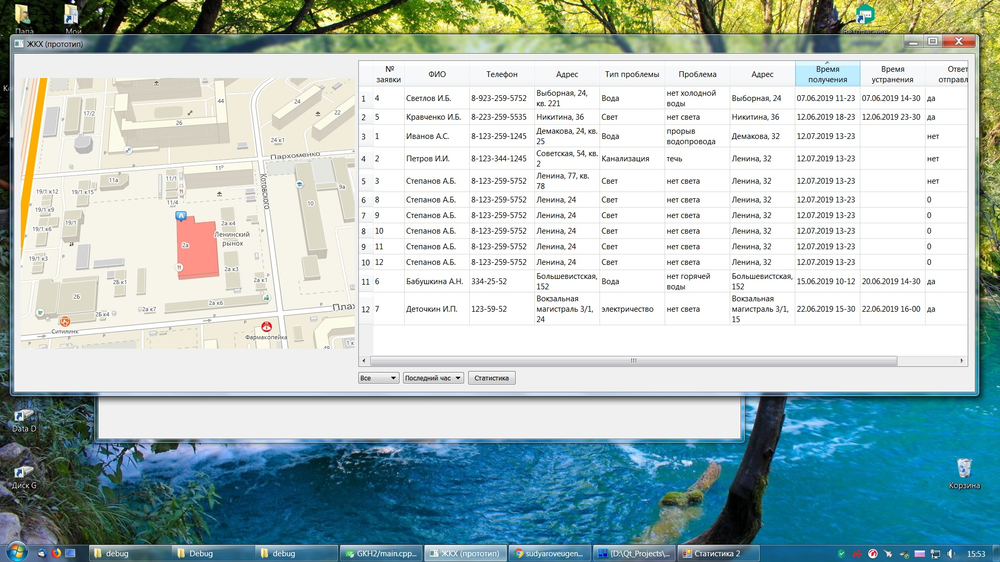 Папа
Мои
Безопасные
ЖКХ (прототип)
44
24
17/2
22
26
24 к1
Пархоменко
11
11/1
11а
Котовского
9а
19/1 к12
19/1 к15
11/4
10
19/1 к9
A
19/1
2а к4
19/1 к6
Ленинский
рынок
2а
19/1 к3
2а к3
2Б к1
2а к1
2Б
2а к6
2а к7
2Б к4
Плах
Ситилинк
Фармакопейка
49
1 к
№ заявки ФИО Телефон Адрес Тип проблемы Проблема Адрес Время получения Время устранения Ответ отправл
1 4 Светлов И.Б. 8-923-259-5752 Выборная, 24, кв. 221 Вода нет холодной воды Выборная, 24 07.06.2019 11-23 07.06.2019 14-30 да
2 5 Кравченко И.Б. 8-223-259-5535 Никитина, 36 Свет нет света Никитина, 36 12.06.2019 18-23 12.06.2019 23-30 да
3 1 Иванов А.С. 8-123-259-1245 Демакова, 24, кв. 25 Вода прорыв водопровода Демакова, 32 12.07.2019 13-23 нет
4 2 Петров И.И. 8-123-344-1245 Советская, 54, кв. 2 Канализация течь Ленина, 32 12.07.2019 13-23 нет
5 3 Степанов А.Б. 8-123-259-5752 Ленина, 77, кв. 78 Свет нет света Ленина, 32 12.07.2019 13-23 нет
6 8 Степанов А.Б. 8-123-259-5752 Ленина, 24 Свет нет света Ленина, 32 12.07.2019 13-23 0
7 9 Степанов А.Б. 8-123-259-5752 Ленина, 24 Свет нет света Ленина, 32 12.07.2019 13-23 0
8 10 Степанов А.Б. 8-123-259-5752 Ленина, 24 Свет нет света Ленина, 32 12.07.2019 13-23 0
9 11 Степанов А.Б. 8-123-259-5752 Ленина, 24 Свет нет света Ленина, 32 12.07.2019 13-23 0
10 12 Степанов А.Б. 8-123-259-5752 Ленина, 24 Свет нет света Ленина, 32 12.07.2019 13-23 0
11 6 Бабушкина А.Н. 334-25-52 Большевистская, 152 Вода нет горячей воды Большевистская, 152 15.06.2019 10-12 20.06.2019 14-30 да
12 7 Деточкин И.П. 123-59-52 Вокзальная магистраль 3/1, 24 электричество нет света Вокзальная магистраль 3/1, 15 22.06.2019 15-30 22.06.2019 16-00 да
Все Последний час Статистика
Data D
Диск G
Корзина
debug Debug debug GKH2/main.cpp... ЖКХ (прототип) sudyaroveugen... {D:\Qt_Projects\... Статистика 2 15:53